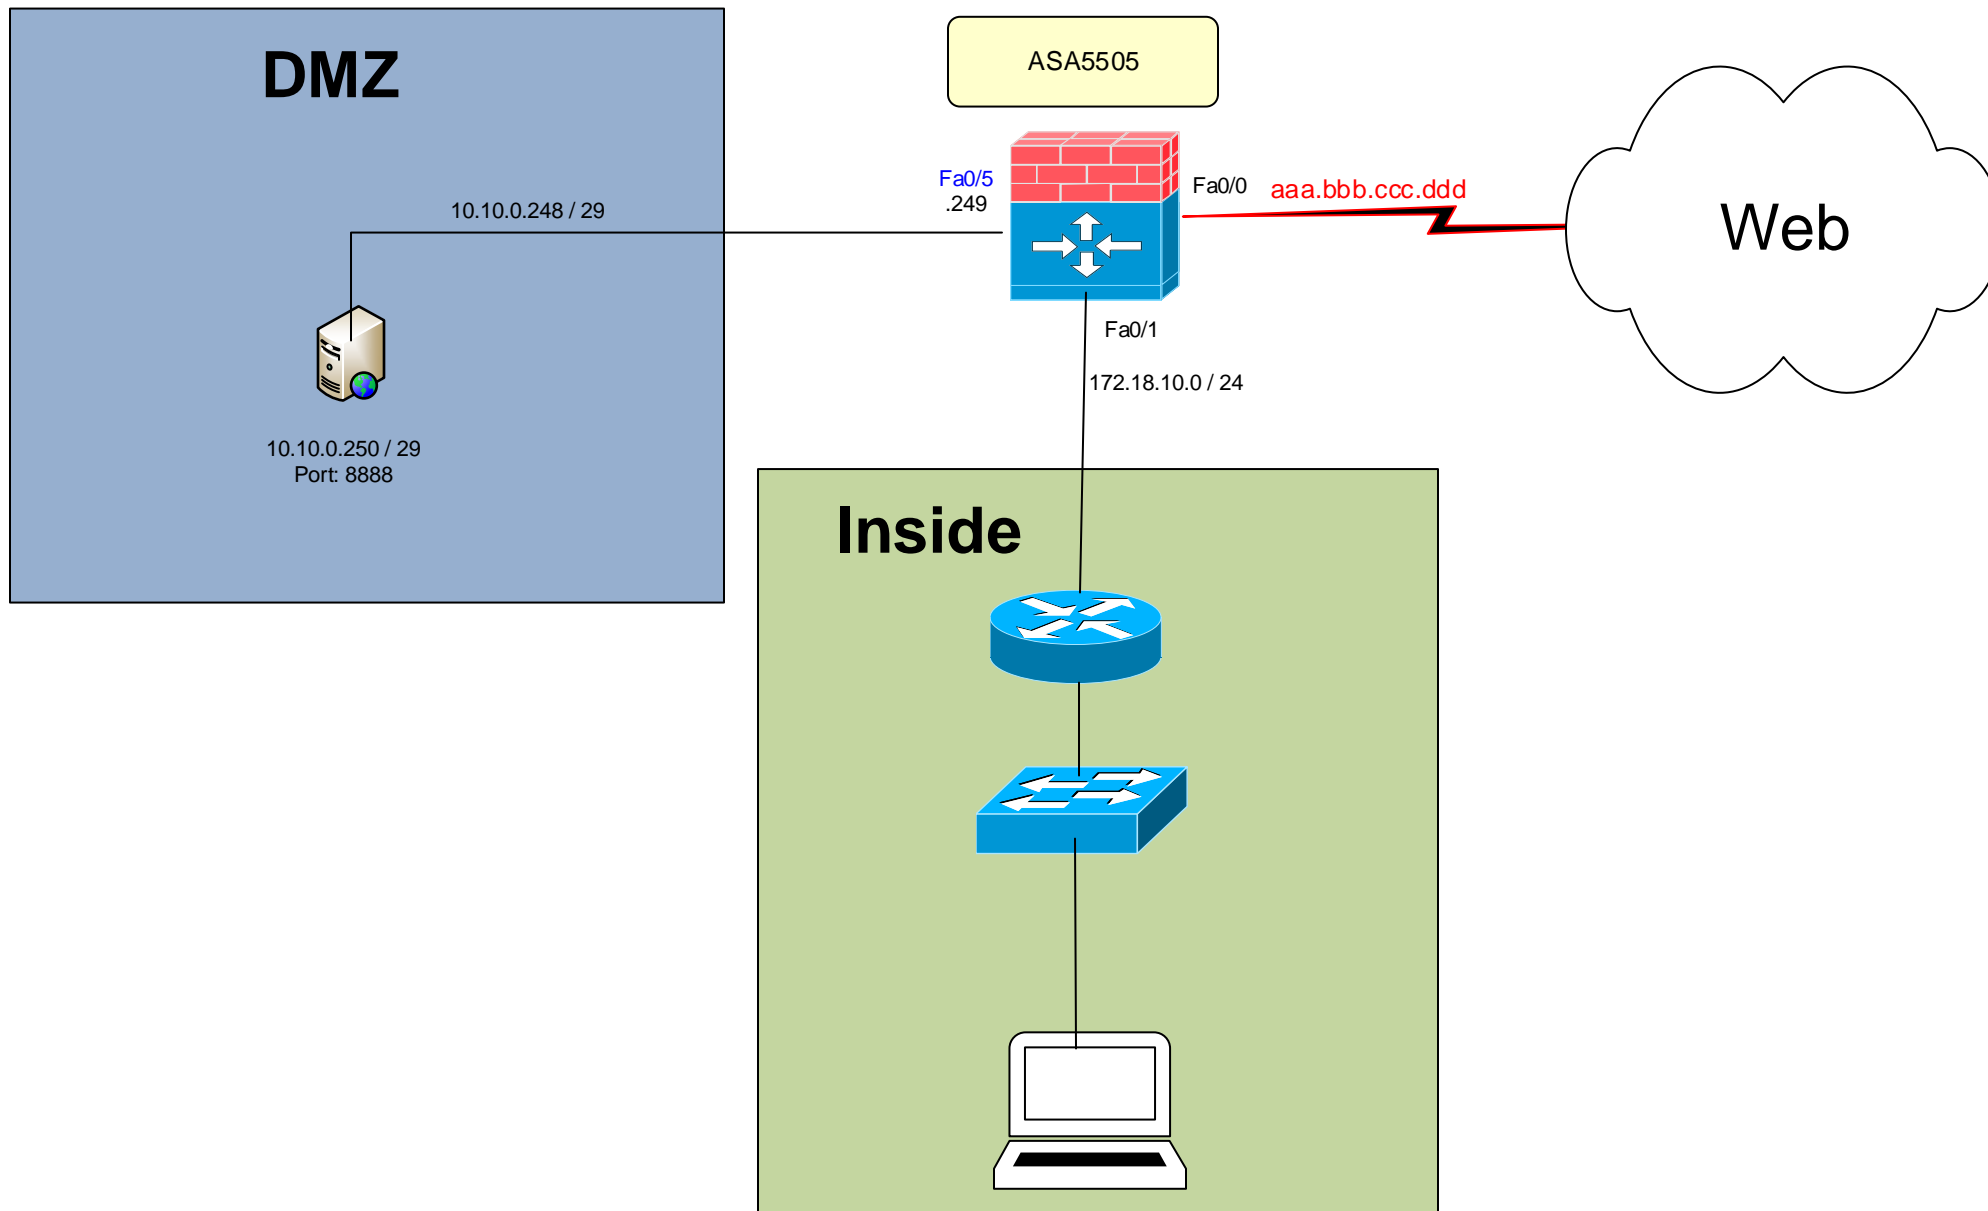 DMZ
ASA5505
Fa0/5
.249
Fa0/0
aaa.bbb.ccc.ddd
Web
10.10.0.248 / 29
Fa0/1
172.18.10.0 / 24
10.10.0.250 / 29
Port: 8888
Inside